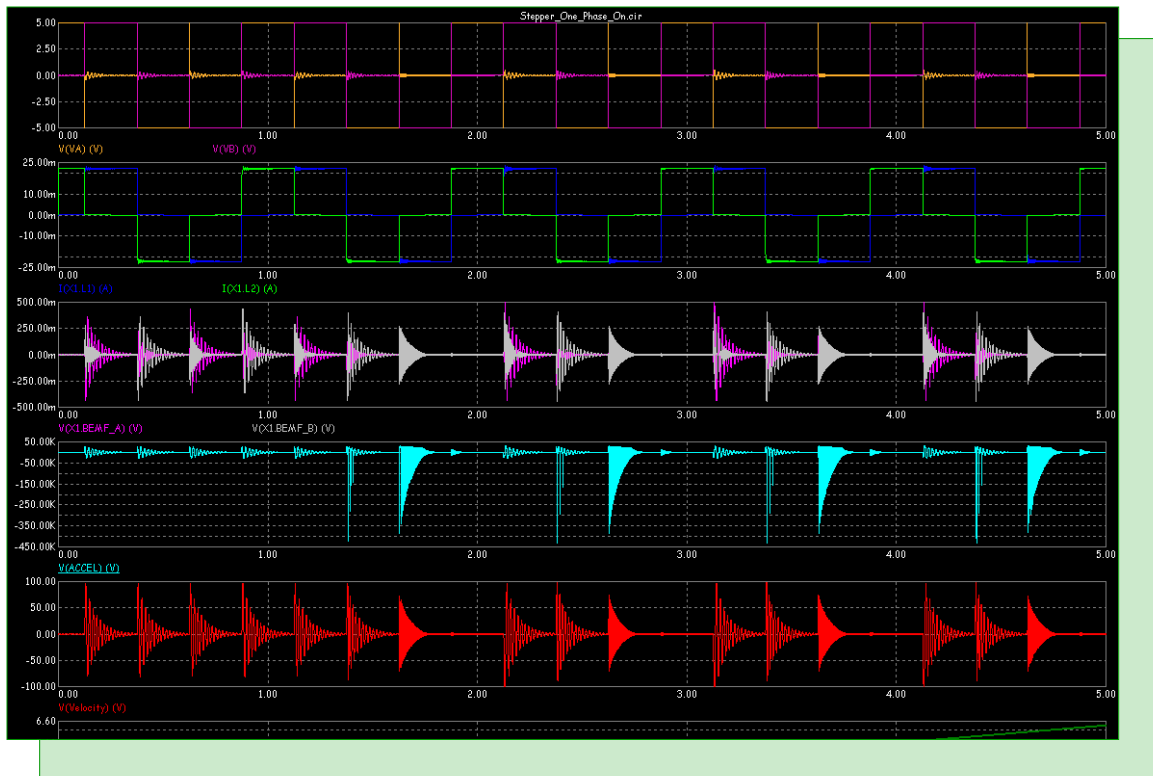 Stepper_One_Phase_On.cir
5.00
2.50
0.00
-2.50
-5.00
0.00 1.00 2.00 3.00 4.00 5.00
V(VA) (V) V(VB) (V)
25.00m
10.00m
0.00m
-10.00m
-25.00m
0.00 1.00 2.00 3.00 4.00 5.00
I(X1.L1) (A) I(X1.L2) (A)
500.00m
250.00m
0.00m
-250.00m
-500.00m
0.00 1.00 2.00 3.00 4.00 5.00
V(X1.BEMF_A) (V) V(X1.BEMF_B) (V)
50.00K
-50.00K
-150.00K
-250.00K
-350.00K
-450.00K
0.00 1.00 2.00 3.00 4.00 5.00
V(ACCEL) (V)
100.00
50.00
0.00
-50.00
-100.00
0.00 1.00 2.00 3.00 4.00 5.00
V(Velocity) (V)
6.60